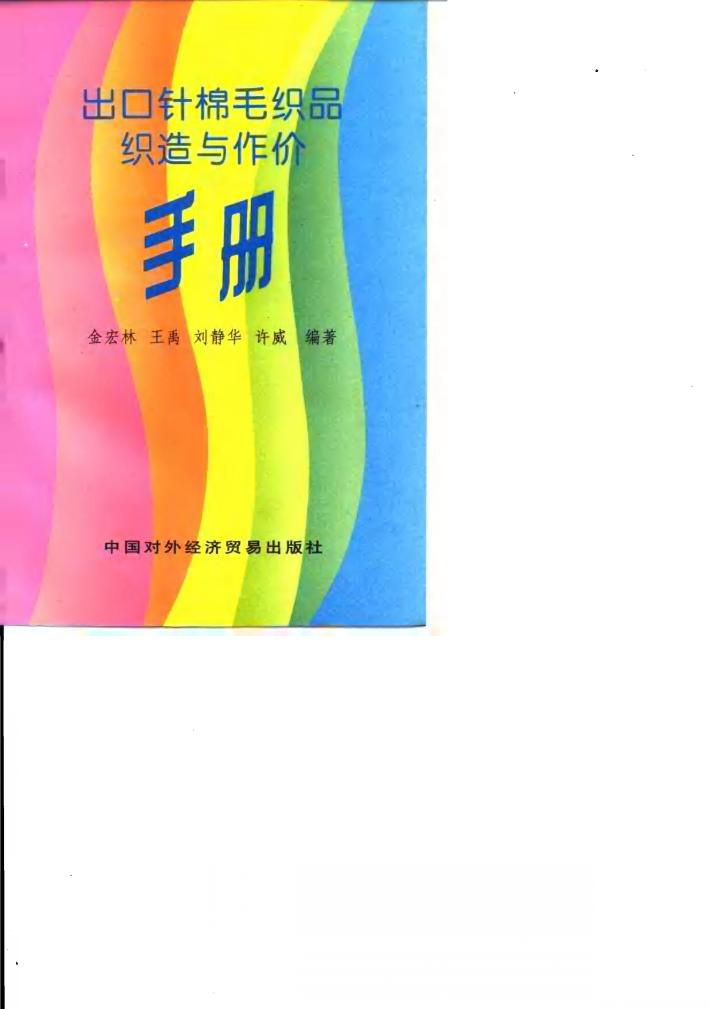 出口针棉毛织品
织造与作价
手册
金宏林 王禹 刘静华 许威 编著
中国对外经济贸易出版社